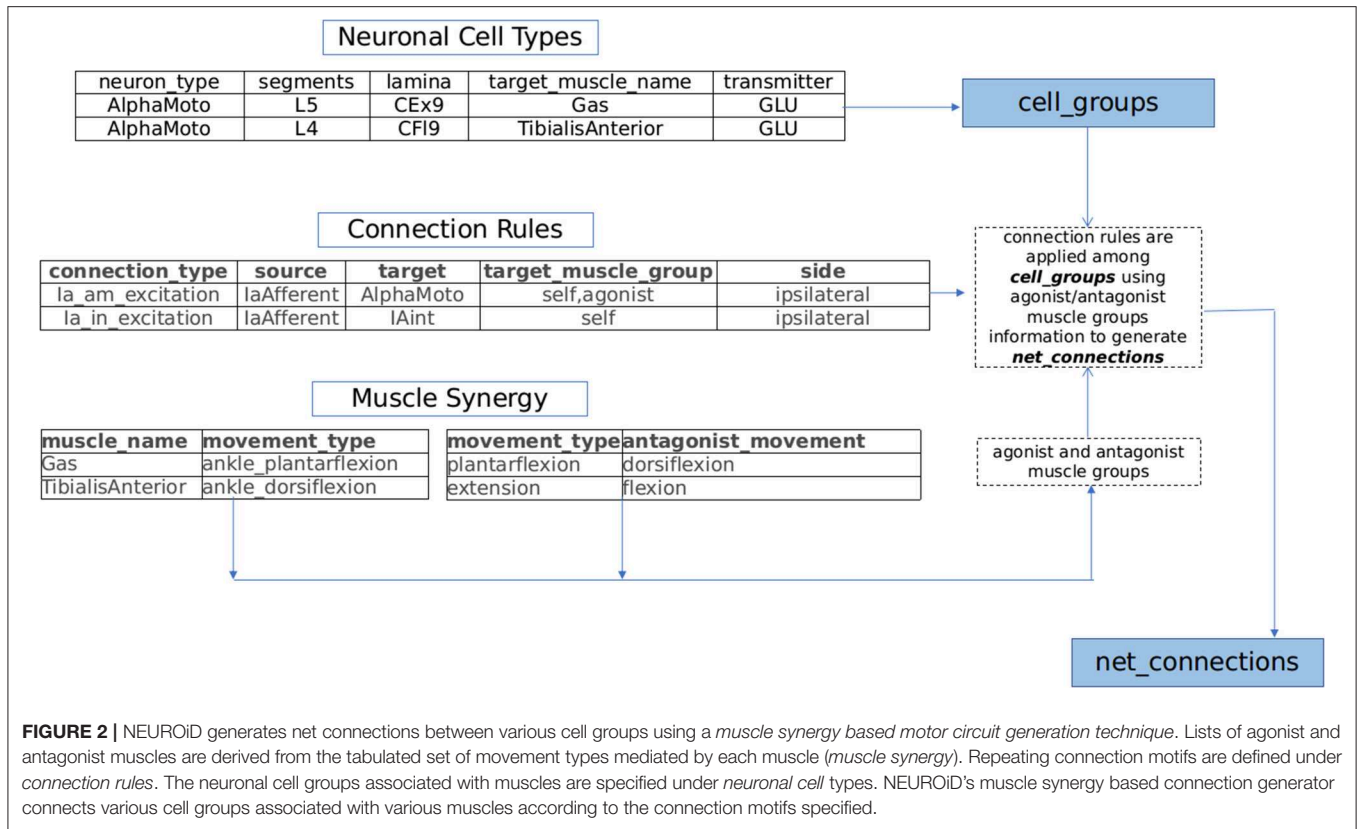 Neuronal Cell Types
neuron_type segments lamina target_muscle_name transmitter
AlphaMoto L5 CEx9 Gas GLU
AlphaMoto L4 CFl9 TibialisAnterior GLU
cell_groups
Connection Rules
connection_type source target target_muscle_group side
Ia_am_excitation IaAfferent AlphaMoto self,agonist ipsilateral
Ia_in_excitation IaAfferent IAint self ipsilateral
connection rules are
applied among
cell_groups using
agonist/antagonist
muscle groups
information to generate
net_connections
Muscle Synergy
muscle_name movement_type
Gas ankle_plantarflexion
TibialisAnterior ankle_dorsiflexion
movement_type antagonist_movement
plantarflexion dorsiflexion
extension flexion
agonist and antagonist
muscle groups
net_connections
FIGURE 2 | NEUROiD generates net connections between various cell groups using a muscle synergy based motor circuit generation technique. Lists of agonist and
antagonist muscles are derived from the tabulated set of movement types mediated by each muscle (muscle synergy). Repeating connection motifs are defined under
connection rules. The neuronal cell groups associated with muscles are specified under neuronal cell types. NEUROiD's muscle synergy based connection generator
connects various cell groups associated with various muscles according to the connection motifs specified.